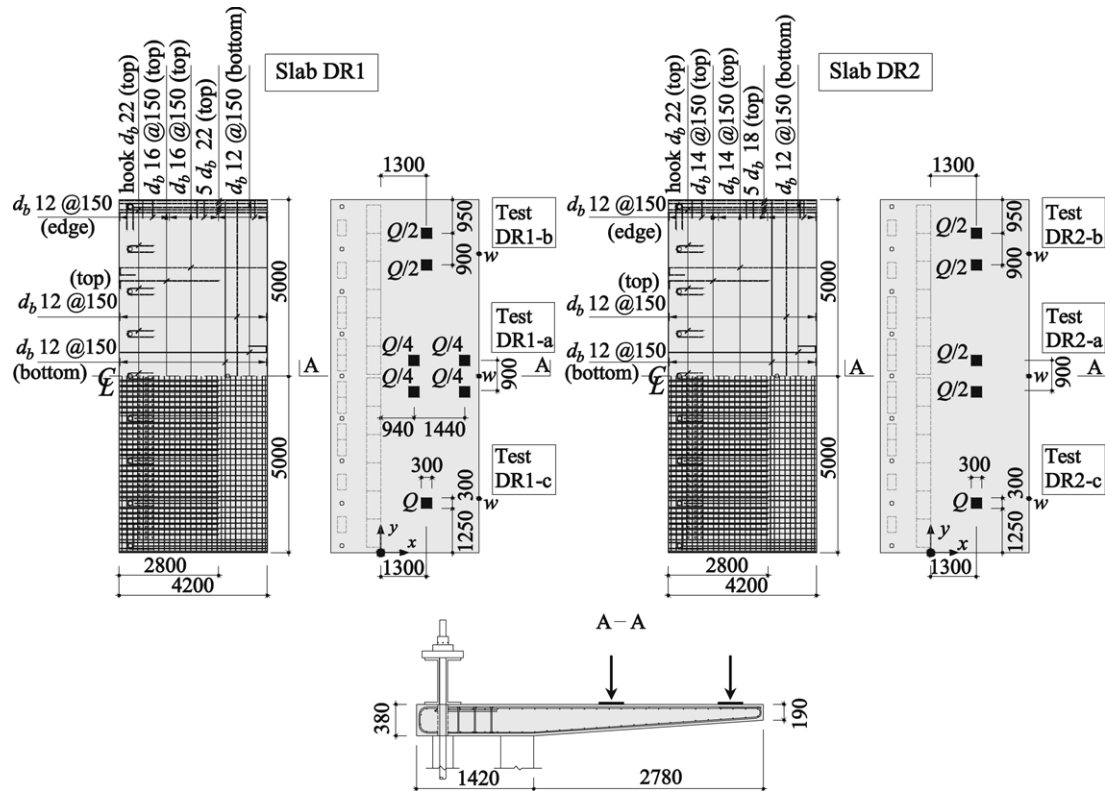 Slab DR1
hook d_b 22 (top)
d_b 16 @150 (top)
d_b 16 @150 (top)
5 d_b 22 (top)
d_b 12 @150 (bottom)
d_b 12 @150
(edge)
(top)
d_b 12 @150
d_b 12 @150
(bottom)
CL
5000
5000
2800
4200
1300
950
900
Q/2
Q/2
w
Test
DR1-b
Q/4 Q/4
Q/4 Q/4
A
w
A
900
Test
DR1-a
940
1440
300
Q
300
w
1250
Test
DR1-c
y
x
1300
Slab DR2
hook d_b 22 (top)
d_b 14 @150 (top)
d_b 14 @150 (top)
5 d_b 18 (top)
d_b 12 @150 (bottom)
d_b 12 @150
(edge)
(top)
d_b 12 @150
d_b 12 @150
(bottom)
CL
5000
5000
2800
4200
1300
950
900
Q/2
Q/2
w
Test
DR2-b
Q/2
Q/2
A
w
A
900
Test
DR2-a
300
Q
300
w
1250
Test
DR2-c
y
x
1300
A – A
380
190
1420
2780